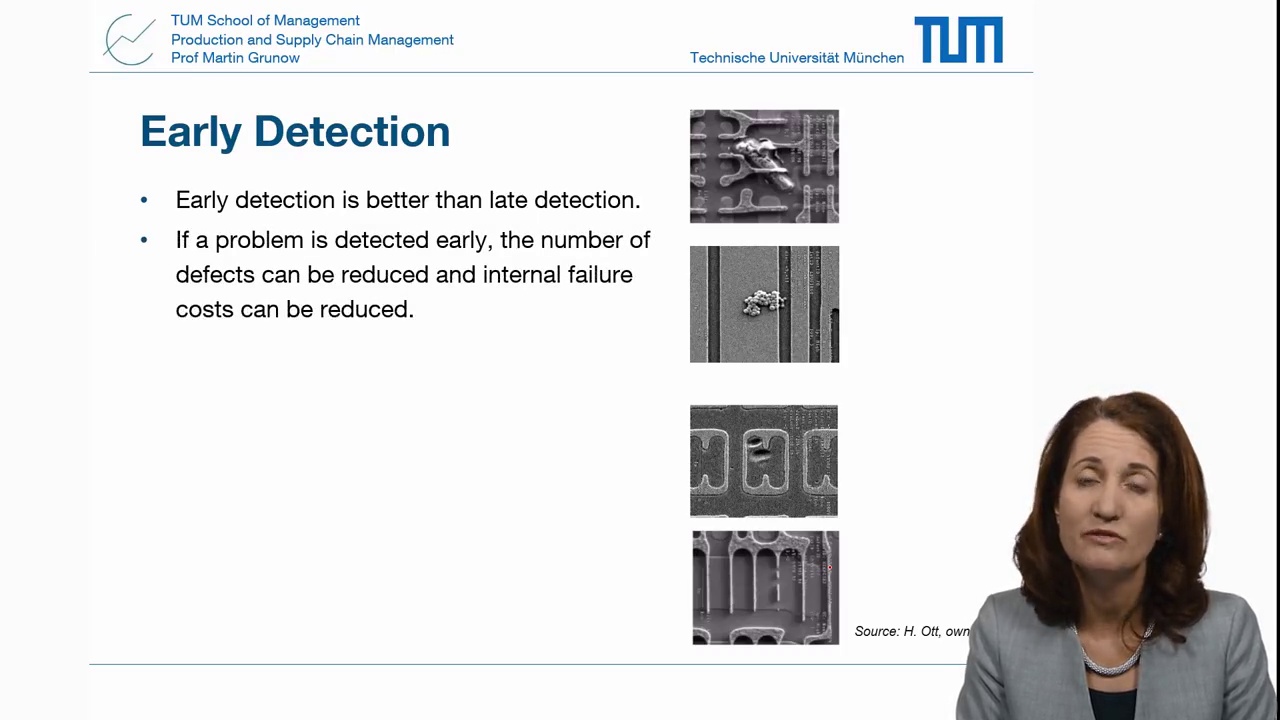 TUM School of Management
Production and Supply Chain Management
Prof Martin Grunow
Technische Universität München
TUM
Early Detection
• Early detection is better than late detection.
• If a problem is detected early, the number of
defects can be reduced and internal failure
costs can be reduced.
Source: H. Ott, own